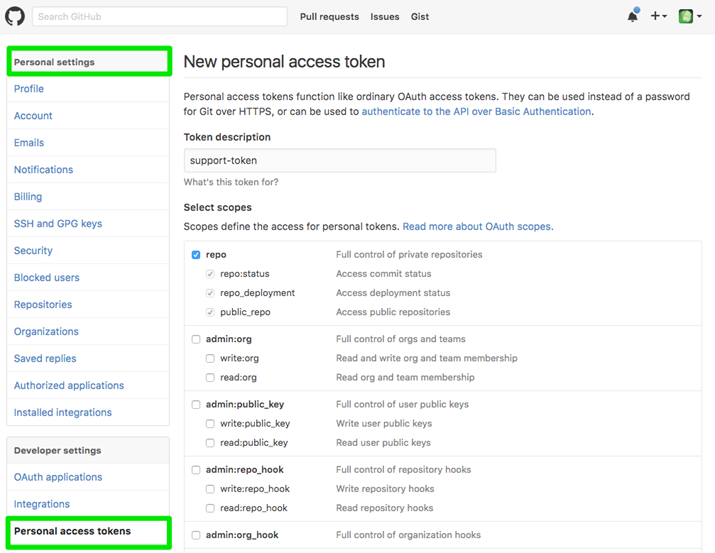 Search GitHub
Pull requests Issues Gist
Personal settings
Profile
Account
Emails
Notifications
Billing
SSH and GPG keys
Security
Blocked users
Repositories
Organizations
Saved replies
Authorized applications
Installed integrations
Developer settings
OAuth applications
Integrations
Personal access tokens
New personal access token
Personal access tokens function like ordinary OAuth access tokens. They can be used instead of a password
for Git over HTTPS, or can be used to authenticate to the API over Basic Authentication.
Token description
support-token
What's this token for?
Select scopes
Scopes define the access for personal tokens. Read more about OAuth scopes.
repo Full control of private repositories
repo:status Access commit status
repo_deployment Access deployment status
public_repo Access public repositories
admin:org Full control of orgs and teams
write:org Read and write org and team membership
read:org Read org and team membership
admin:public_key Full control of user public keys
write:public_key Write user public keys
read:public_key Read user public keys
admin:repo_hook Full control of repository hooks
write:repo_hook Write repository hooks
read:repo_hook Read repository hooks
admin:org_hook Full control of organization hooks